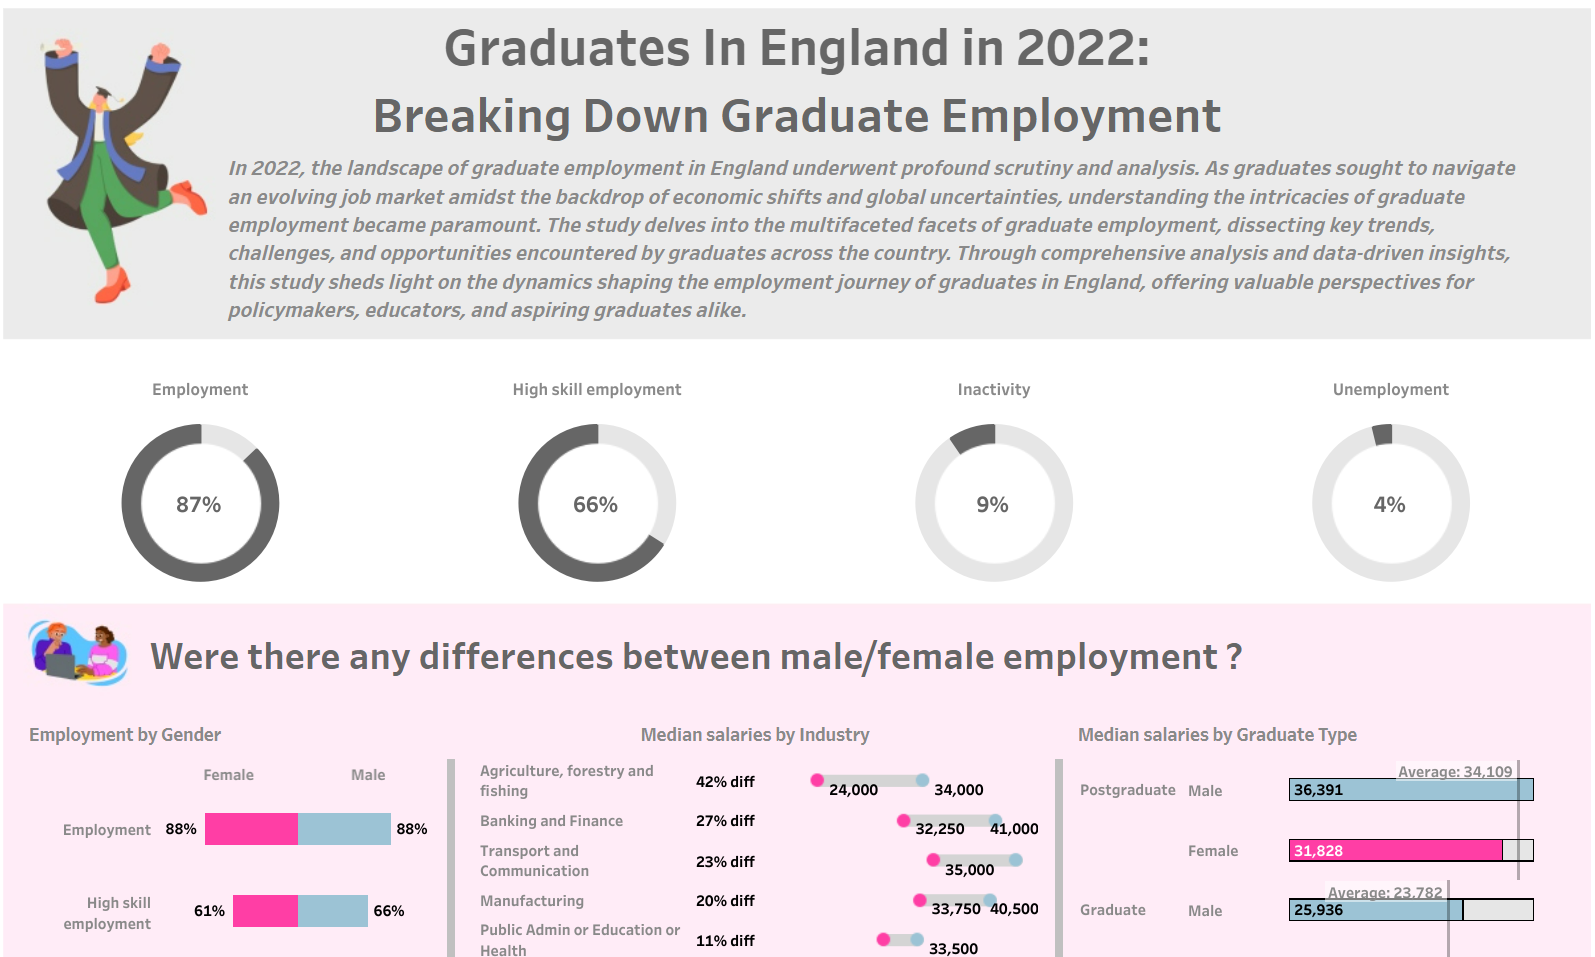 Graduates In England in 2022:
Breaking Down Graduate Employment
In 2022, the landscape of graduate employment in England underwent profound scrutiny and analysis. As graduates sought to navigate
an evolving job market amidst the backdrop of economic shifts and global uncertainties, understanding the intricacies of graduate
employment became paramount. The study delves into the multifaceted facets of graduate employment, dissecting key trends,
challenges, and opportunities encountered by graduates across the country. Through comprehensive analysis and data-driven insights,
this study sheds light on the dynamics shaping the employment journey of graduates in England, offering valuable perspectives for
policymakers, educators, and aspiring graduates alike.
Employment
High skill employment
Inactivity
Unemployment
87%
66%
9%
4%
Were there any differences between male/female employment ?
Employment by Gender
Female Male
Employment 88% 88%
High skill
employment
61% 66%
Median salaries by Industry
Agriculture, forestry and
fishing
42% diff
24,000 34,000
Banking and Finance 27% diff
32,250 41,000
Transport and
Communication
23% diff
35,000
Manufacturing 20% diff
33,750 40,500
Public Admin or Education or
Health
11% diff
33,500
Median salaries by Graduate Type
Average: 34,109
Postgraduate Male 36,391
Female 31,828
Average: 23,782
Graduate Male 25,936